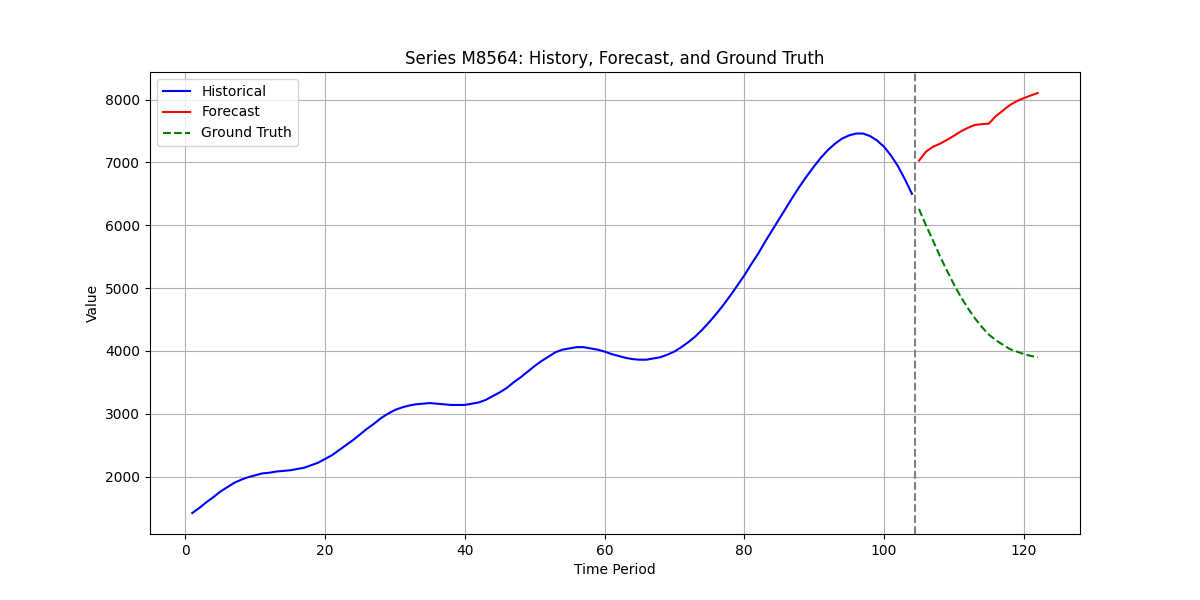 Series M8564: History, Forecast, and Ground Truth
Historical
Forecast
Ground Truth
8000
7000
6000
5000
4000
3000
2000
Value
0 20 40 60 80 100 120
Time Period